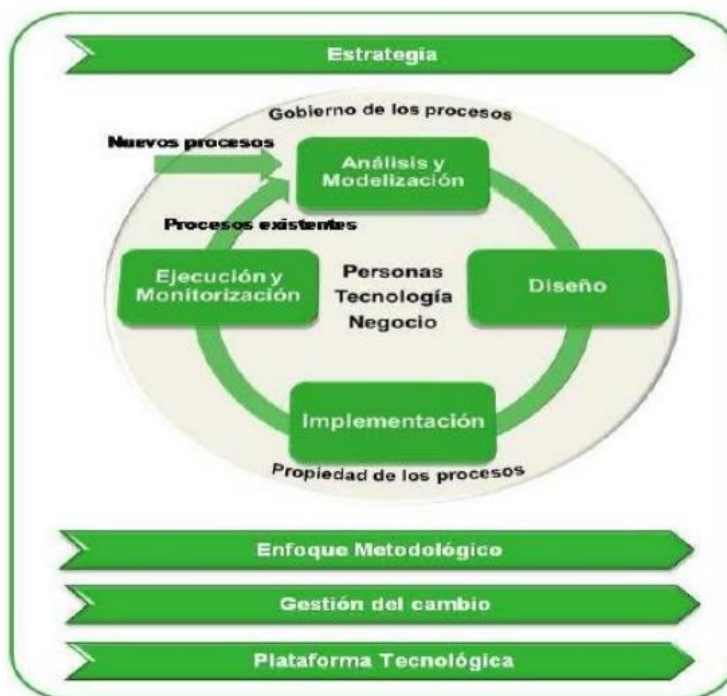 Estrategia
Gobierno de los procesos
Nuevos procesos
Análisis y
Modelización
Procesos existentes
Ejecución y
Monitorización
Personas
Tecnología
Negocio
Diseño
Implementación
Propiedad de los procesos
Enfoque Metodológico
Gestión del cambio
Plataforma Tecnológica